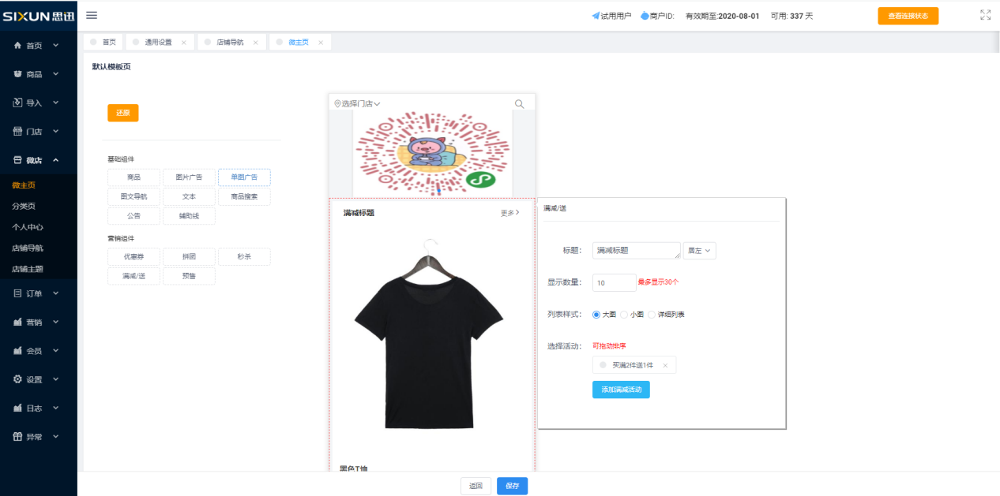 SIXUN思迅
试用用户 商户ID: 有效期至:2020-08-01 可用: 337 天 查看连接状态
首页 通用设置 店铺导航 微主页
首页
商品
导入
门店
微店
微主页
分类页
个人中心
店铺导航
店铺主题
订单
营销
会员
设置
日志
异常
默认模板页
还原
基础组件
商品 图片广告 单图广告
图文导航 文本 商品搜索
公告 辅助线
营销组件
优惠券 拼团 秒杀
满减/送 预售
选择门店
满减标题 更多
黑色T恤
满减/送
标题: 满减标题 居左
显示数量: 10 最多显示30个
列表样式: 大图 小图 详细列表
选择活动: 可拖动排序
买满2件送1件
添加满减活动
返回 保存